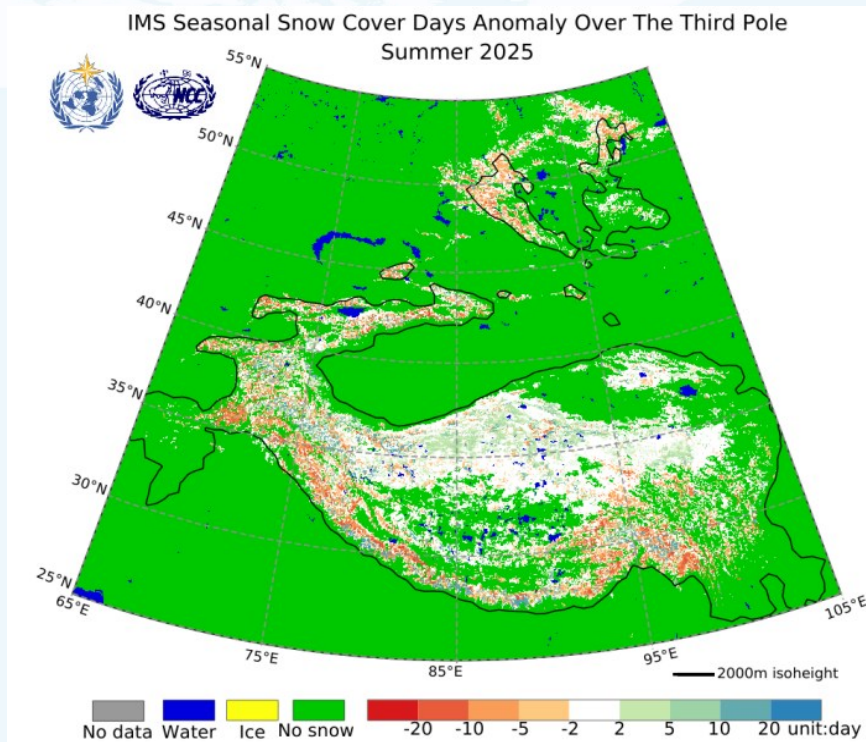 IMS Seasonal Snow Cover Days Anomaly Over The Third Pole
Summer 2025
55°N
50°N
45°N
40°N
35°N
30°N
25°N
65°E
75°E
85°E
95°E
105°E
NCC
2000m isoheight
No data Water Ice No snow -20 -10 -5 -2 2 5 10 20 unit:day